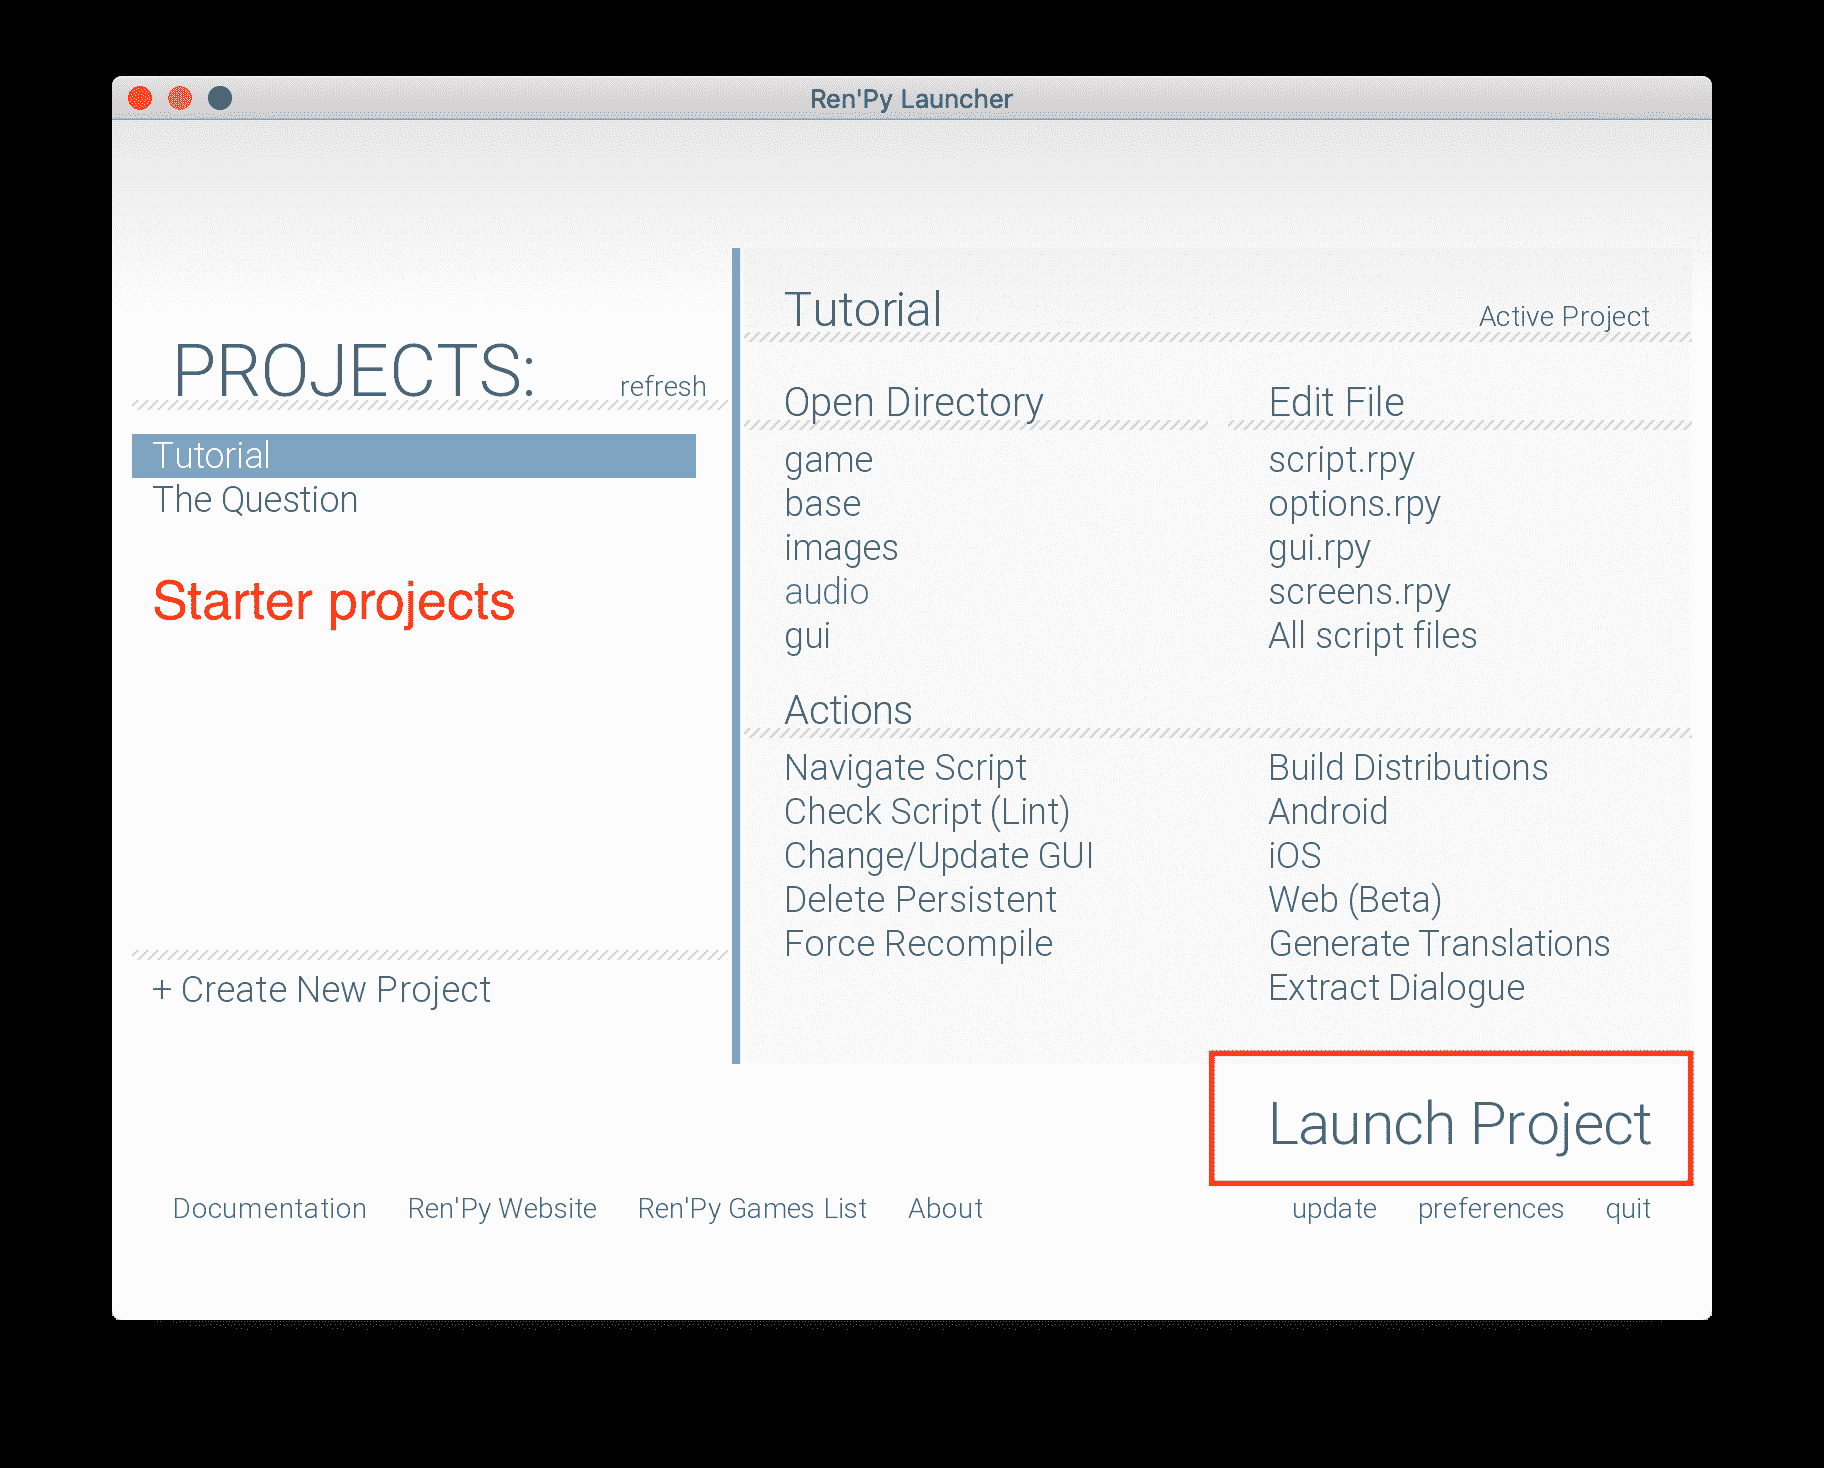 Ren'Py Launcher
PROJECTS:
refresh
Tutorial
The Question
Starter projects
+ Create New Project
Tutorial
Active Project
Open Directory
game
base
images
audio
gui
Edit File
script.rpy
options.rpy
gui.rpy
screens.rpy
All script files
Actions
Navigate Script
Check Script (Lint)
Change/Update GUI
Delete Persistent
Force Recompile
Build Distributions
Android
iOS
Web (Beta)
Generate Translations
Extract Dialogue
Launch Project
Documentation Ren'Py Website Ren'Py Games List About update preferences quit